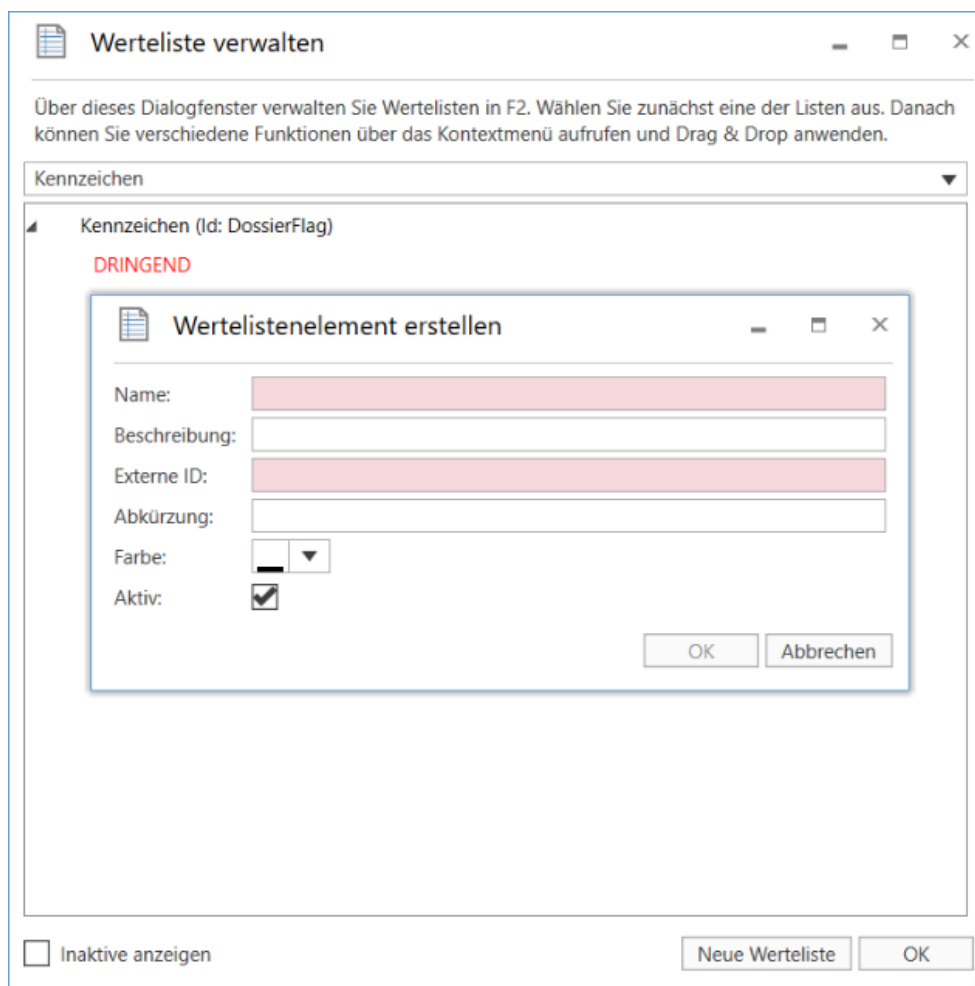 Werteliste verwalten
Über dieses Dialogfenster verwalten Sie Wertelisten in F2. Wählen Sie zunächst eine der Listen aus. Danach
können Sie verschiedene Funktionen über das Kontextmenü aufrufen und Drag & Drop anwenden.
Kennzeichen
Kennzeichen (Id: DossierFlag)
DRINGEND
Wertelistenelement erstellen
Name:
Beschreibung:
Externe ID:
Abkürzung:
Farbe:
Aktiv:
OK Abbrechen
Inaktive anzeigen Neue Werteliste OK